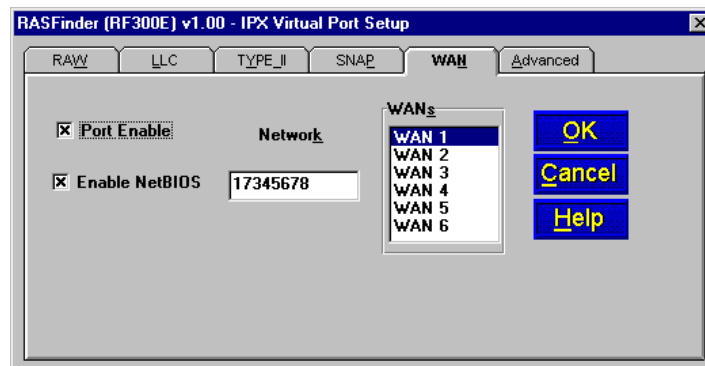 RASFinder (RF300E) v1.00 - IPX Virtual Port Setup
RAW LLC TYPE_II SNAP WAN Advanced
Port Enable
Network
Enable NetBIOS
17345678
WANs
WAN 1
WAN 2
WAN 3
WAN 4
WAN 5
WAN 6
OK
Cancel
Help